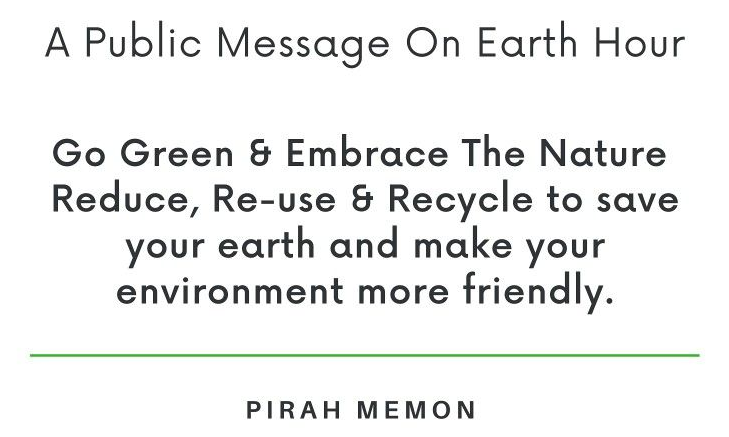 A Public Message On Earth Hour
Go Green & Embrace The Nature
Reduce, Re-use & Recycle to save
your earth and make your
environment more friendly.
PIRAH MEMON